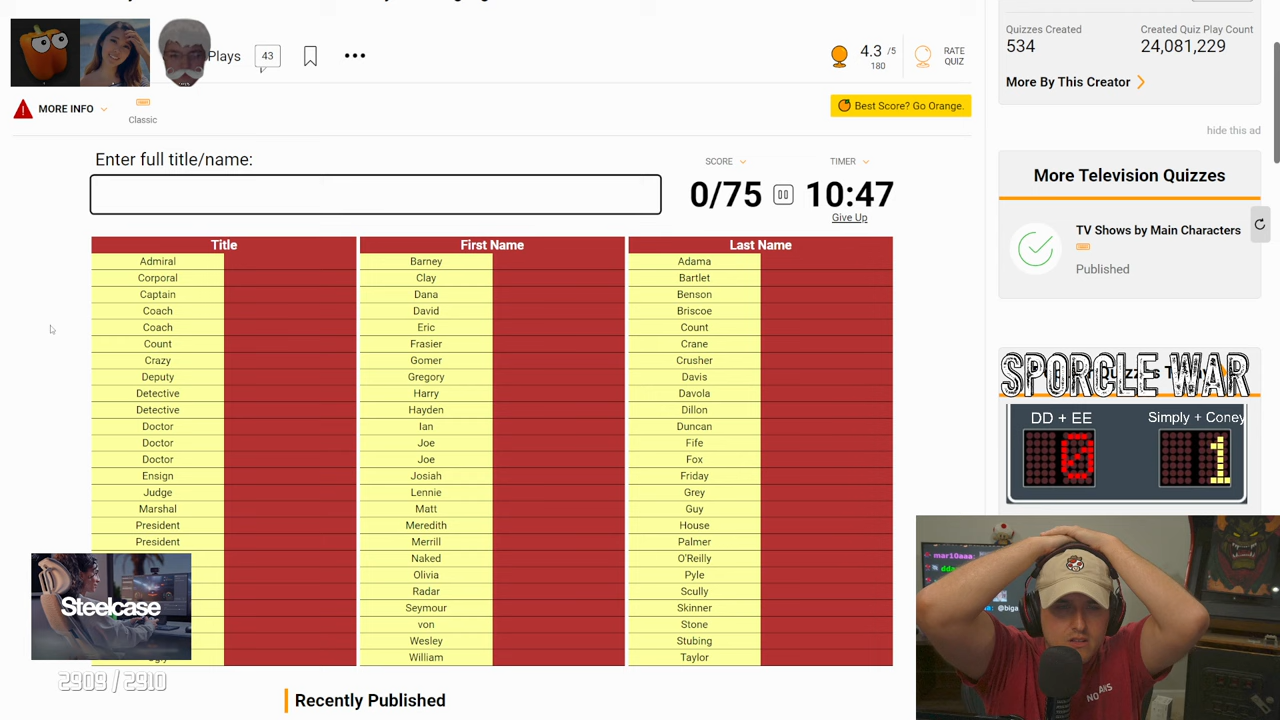 Plays 43
4.3 /5
180
RATE QUIZ
MORE INFO
Classic
Best Score? Go Orange.
Quizzes Created
534
Created Quiz Play Count
24,081,229
More By This Creator
hide this ad
Enter full title/name:
SCORE
TIMER
0/75
10:47
Give Up
More Television Quizzes
TV Shows by Main Characters
Published
Title First Name Last Name
Admiral Barney Adama
Corporal Clay Bartlet
Captain Dana Benson
Coach David Briscoe
Coach Eric Count
Count Frasier Crane
Crazy Gomer Crusher
Deputy Gregory Davis
Detective Harry Davola
Detective Hayden Dillon
Doctor Ian Duncan
Doctor Joe Fife
Doctor Joe Fox
Ensign Josiah Friday
Judge Lennie Grey
Marshal Matt Guy
President Meredith House
President Merrill Palmer
Naked O'Reilly
Olivia Pyle
Radar Scully
Seymour Skinner
von Stone
Wesley Stubing
William Taylor
SPORCLE WAR
DD + EE
Simply + Coney
0
1
Steelcase
2909 / 2910
Recently Published
NO